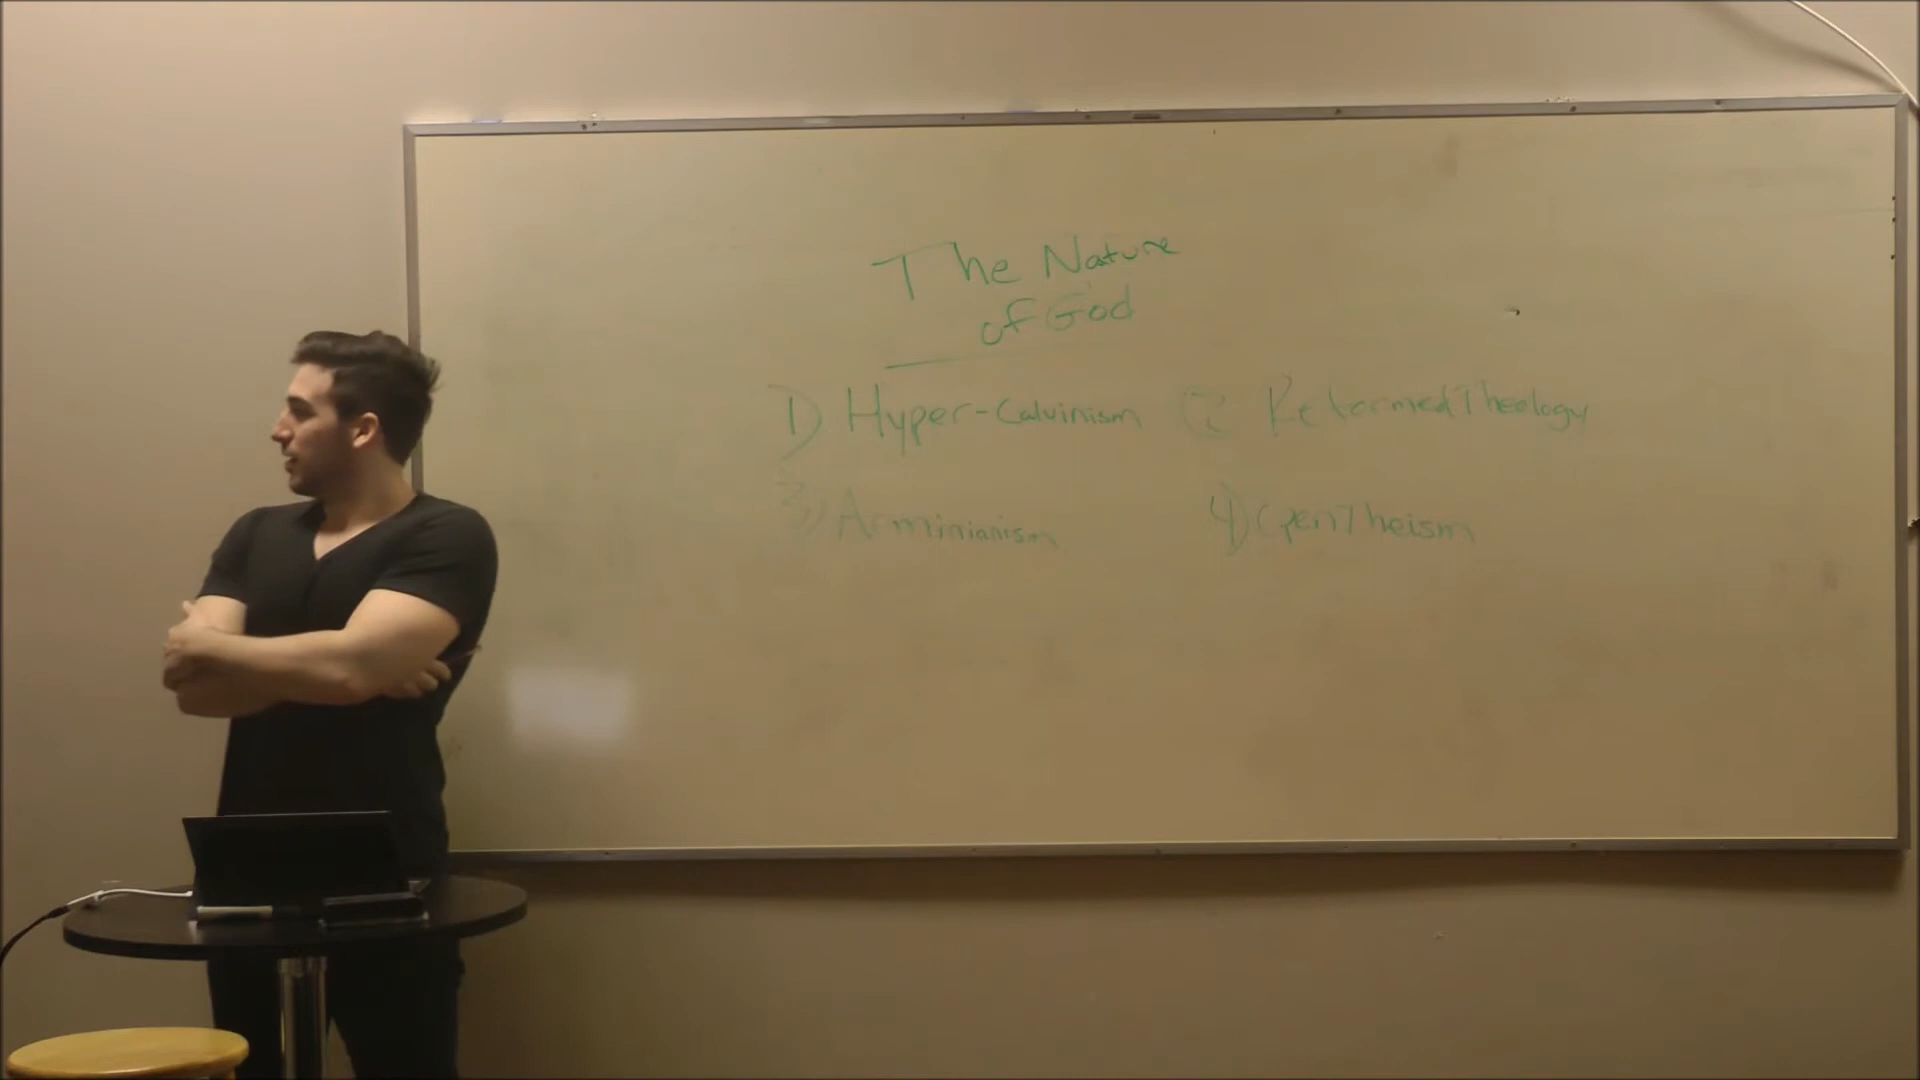 The Nature
of God
1) Hyper-Calvinism 2) Reformed Theology
3) Arminianism 4) Open Theism